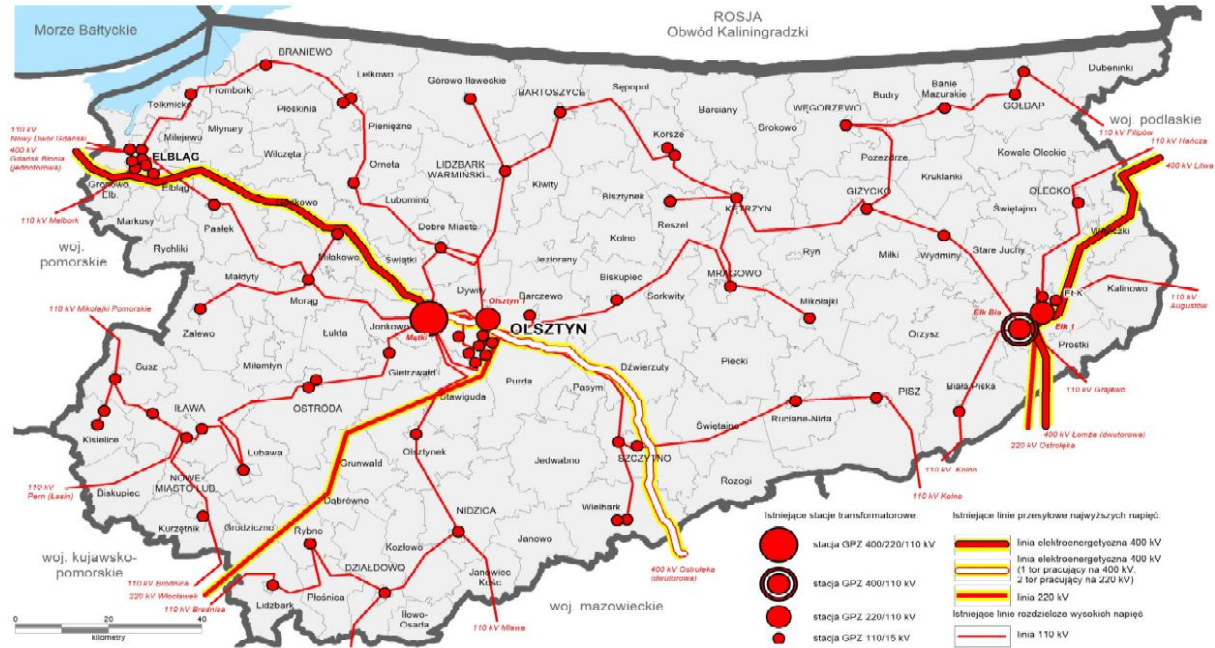 Morze Bałtyckie
ROSJA
Obwód Kaliningradzki
BRANIEWO
Frombork
Lelkowo
Górowo Iławeckie
BARTOSZYCE
Sępopol
Barciany
WĘGORZEWO
Budry
Banie
Mazurskie
GOŁDAP
Dubeninki
Tolkmicko
Płoskinia
Pieniężno
Młynary
Milejewo
Wilczęta
Orneta
LIDZBARK
WARMIŃSKI
Kiwity
Korsze
Srokowo
Pozezdrze
Kruklanki
Kowale Oleckie
woj. podlaskie
110 kV Filipów
110 kV Hańcza
400 kV Litwa
110 kV
Nowy Dwór Gdański
400 kV
Gdańsk Błonia
(jednotorowa)
ELBLĄG
Gronowo
Elb.
Elbląg
110 kV Malbork
Markusy
Rychliki
Pasłęk
Lubomino
Bisztynek
Reszel
KĘTRZYN
GIŻYCKO
OLECKO
Świętajno
woj.
pomorskie
Miłakowo
Świątki
Dobre Miasto
Jeziorany
Kolno
Ryn
Miłki
Wydminy
Stare Juchy
Małdyty
Morąg
Dywity
Barczewo
Biskupiec
Sorkwity
MRĄGOWO
Mikołajki
EŁK
Kalinowo
110 kV
Augustów
110 kV Mikołajki Pomorskie
Zalewo
Łukta
Jonkowo
Mątki
Olsztyn 1
OLSZTYN
Orzysz
Ełk Bis
Ełk 1
Prostki
Susz
Miłomłyn
Gietrzwałd
Purda
Pasym
Dźwierzuty
Piecki
PISZ
Biała Piska
110 kV Grajewo
IŁAWA
OSTRÓDA
Stawiguda
Ruciane-Nida
Kisielice
Lubawa
Olsztynek
Świętajno
SZCZYTNO
400 kV Łomża (dwutorowa)
220 kV Ostrołęka
Grunwald
Jedwabno
Rozogi
110 kV Kolno
110 kV Kolno
110 kV
Biskupiec
NOWE
MIASTO LUB.
Dąbrówno
NIDZICA
Wielbark
Kurzętnik
Grodziczno
Rybno
Kozłowo
Janowo
woj. kujawsko-
pomorskie
110 kV Brodnica
220 kV Włocławek
110 kV Brodnica
Lidzbark
DZIAŁDOWO
Płośnica
Iłowo-
Osada
Janowiec
Kośc
110 kV Mława
400 kV Ostrołęka
(dwutorowa)
woj. mazowieckie
0 20 40
kilometry
Istniejące stacje transformatorowe
stacja GPZ 400/220/110 kV
stacja GPZ 400/110 kV
stacja GPZ 220/110 kV
stacja GPZ 110/15 kV
Istniejące linie przesyłowe najwyższych napięć:
linia elektroenergetyczna 400 kV
linia elektroenergetyczna 400 kV
(1 tor pracujący na 400 kV,
2 tor pracujący na 220 kV)
linia 220 kV
Istniejące linie rozdzielcze wysokich napięć
linia 110 kV